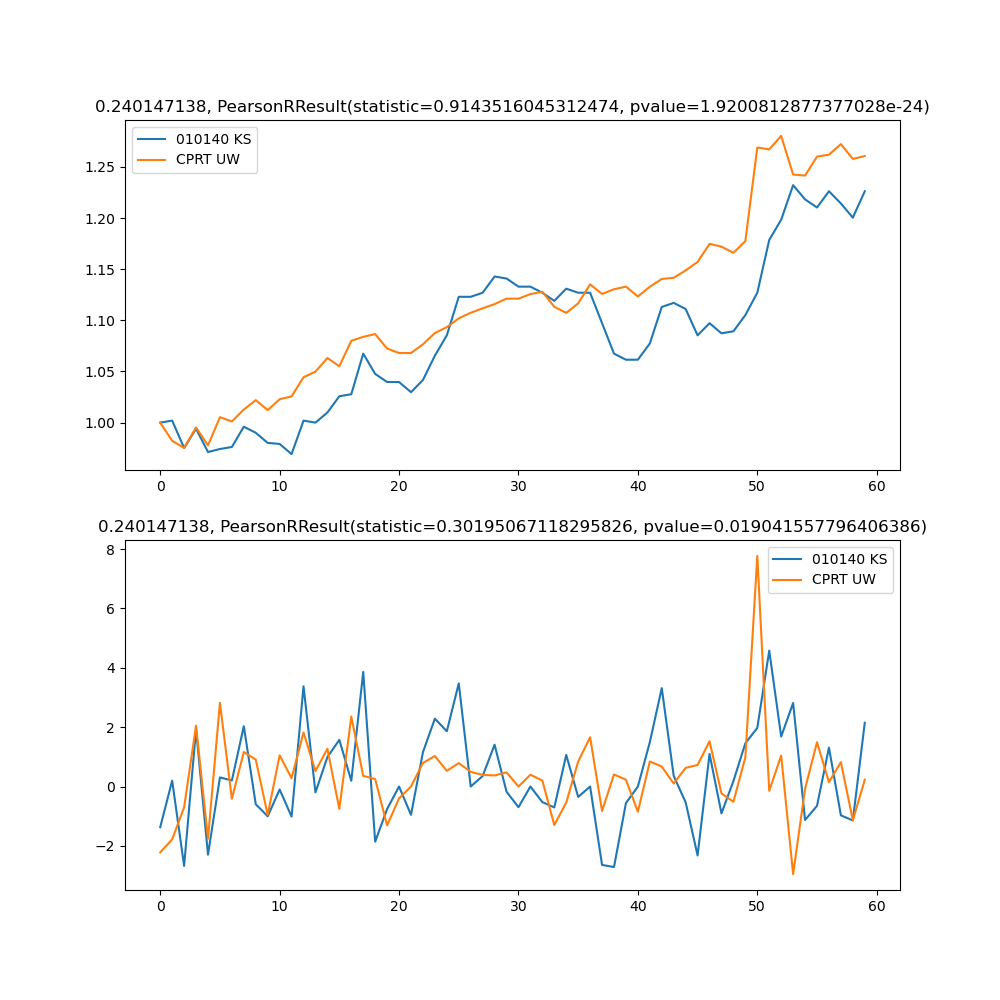 0.240147138, PearsonRResult(statistic=0.9143516045312474, pvalue=1.9200812877377028e-24)
010140 KS
CPRT UW
1.25
1.20
1.15
1.10
1.05
1.00
0 10 20 30 40 50 60
0.240147138, PearsonRResult(statistic=0.30195067118295826, pvalue=0.019041557796406386)
010140 KS
CPRT UW
8
6
4
2
0
−2
0 10 20 30 40 50 60